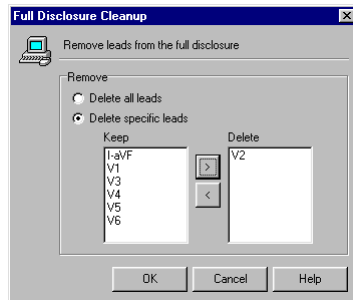 Full Disclosure Cleanup
Remove leads from the full disclosure
Remove
Delete all leads
Delete specific leads
Keep Delete
I-aVF V2
V1
V3
V4
V5
V6
>
<
OK Cancel Help